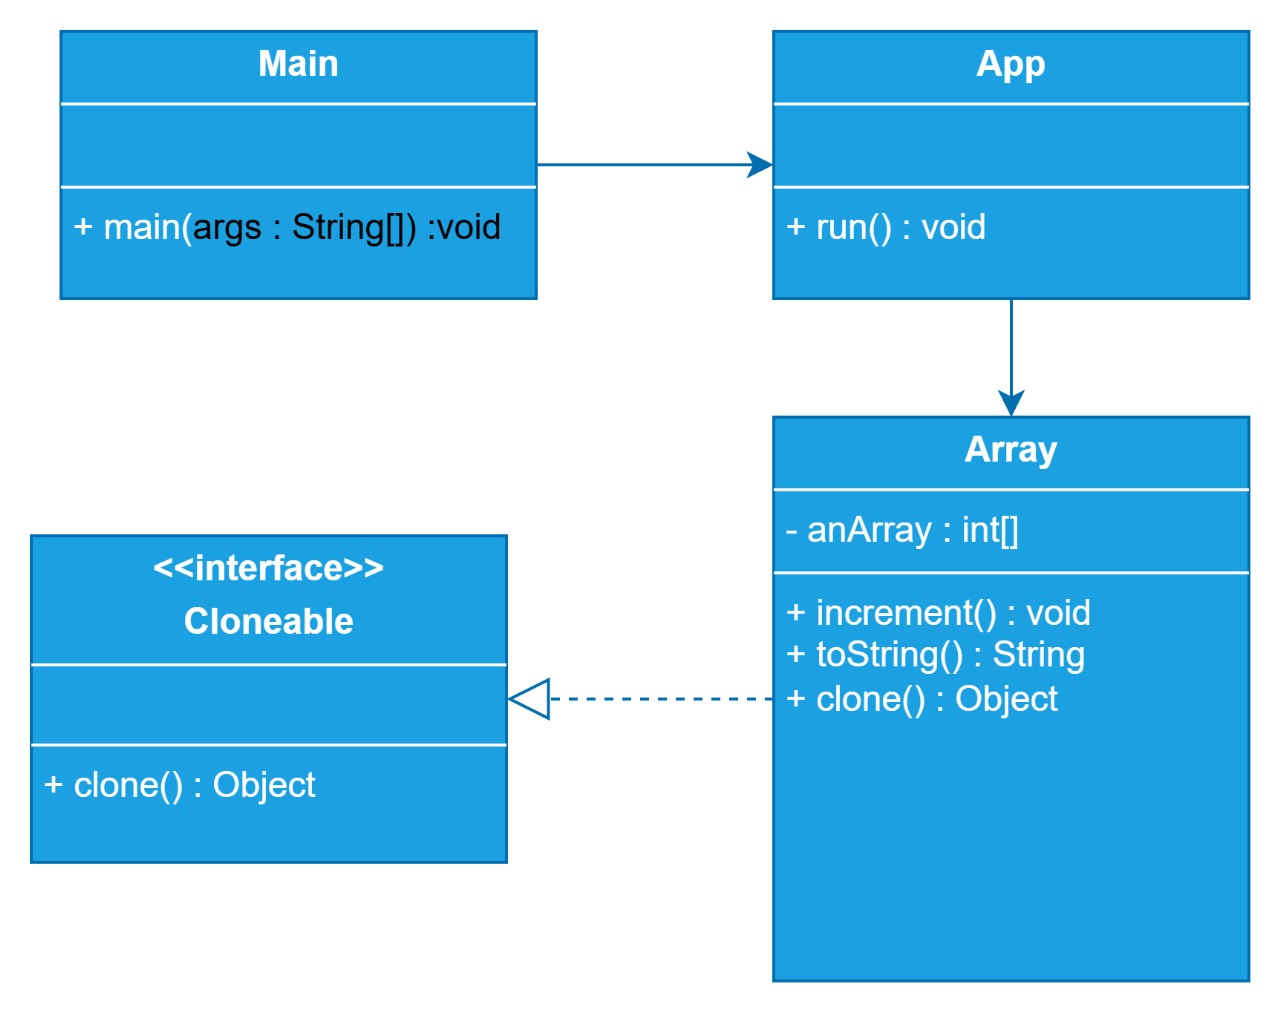 Main
+ main(args : String[]) :void
App
+ run() : void
Array
- anArray : int[]
+ increment() : void
+ toString() : String
+ clone() : Object
<<interface>>
Cloneable
+ clone() : Object